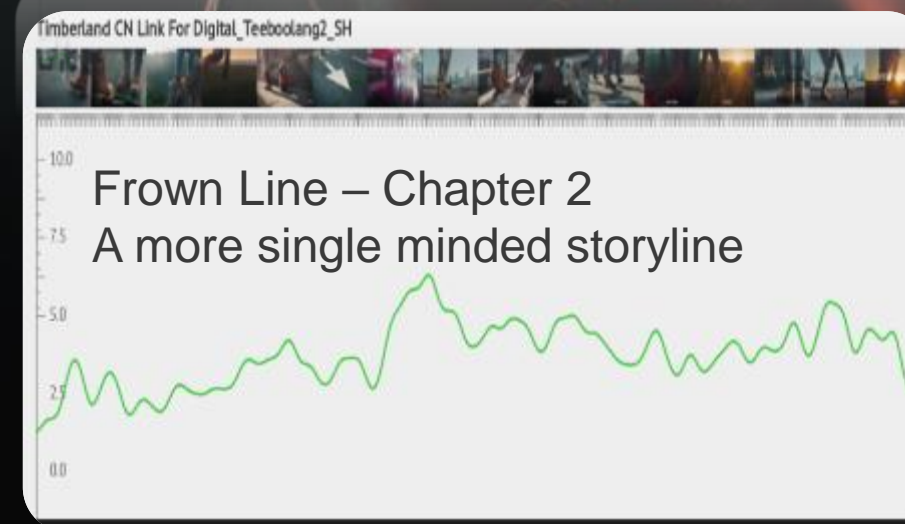 Timberland CN Link For Digital_Teeboolang2_SH
10.0
Frown Line – Chapter 2
7.5
A more single minded storyline
5.0
2.5
0.0